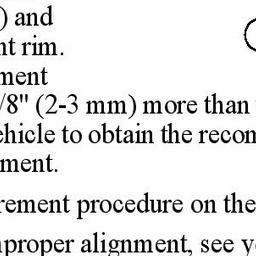 ) and
nt rim.
ment
/8" (2-3 mm) more than
ehicle to obtain the recom
ment.
rement procedure on the
nproper alignment, see y